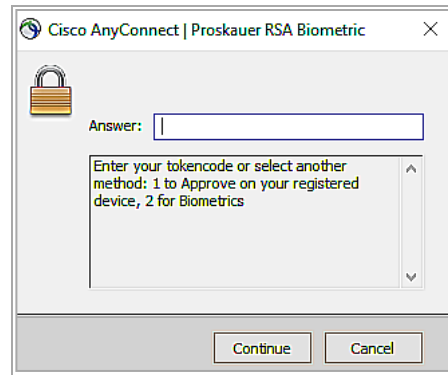 Cisco AnyConnect | Proskauer RSA Biometric
Answer:
Enter your tokencode or select another
method: 1 to Approve on your registered
device, 2 for Biometrics
Continue Cancel